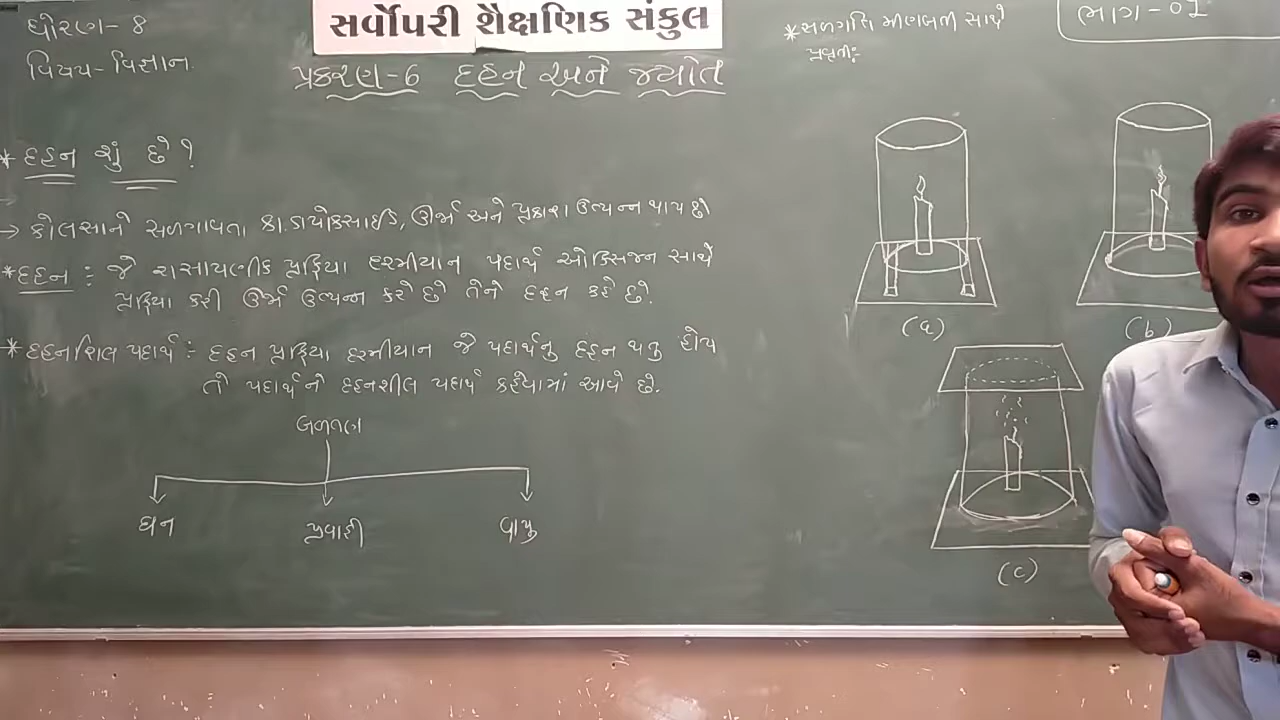 ધોરણ- 8
વિષય- વિજ્ઞાન.
સર્વોપરી શૈક્ષણિક સંકુલ
પ્રકરણ-6 દહન અને જ્યોત
* દહન શું છે ?
→ કોલસાને સળગાવતા કા.ડાયોક્સાઈડ, ઊર્જા અને પ્રકાશ ઉત્પન્ન થાય છે
* દહન : જે રાસાયણીક પ્રક્રિયા દરમીયાન પદાર્થ ઓક્સિજન સાથે
પ્રક્રિયા કરી ઊર્જા ઉત્પન્ન કરે છે તેને દહન કહે છે.
* દહનશિલ પદાર્થ : દહન પ્રક્રિયા દરમીયાન જે પદાર્થનુ દહન થતુ હોય
તે પદાર્થને દહનશીલ પદાર્થ કહેવામાં આવે છે.
બળતણ
ઘન
પ્રવાહી
વાયુ
ભાગ - 01
* સળગતિ મીણબતી સાથે
પ્રવૃતિ:
(a)
(b)
(c)